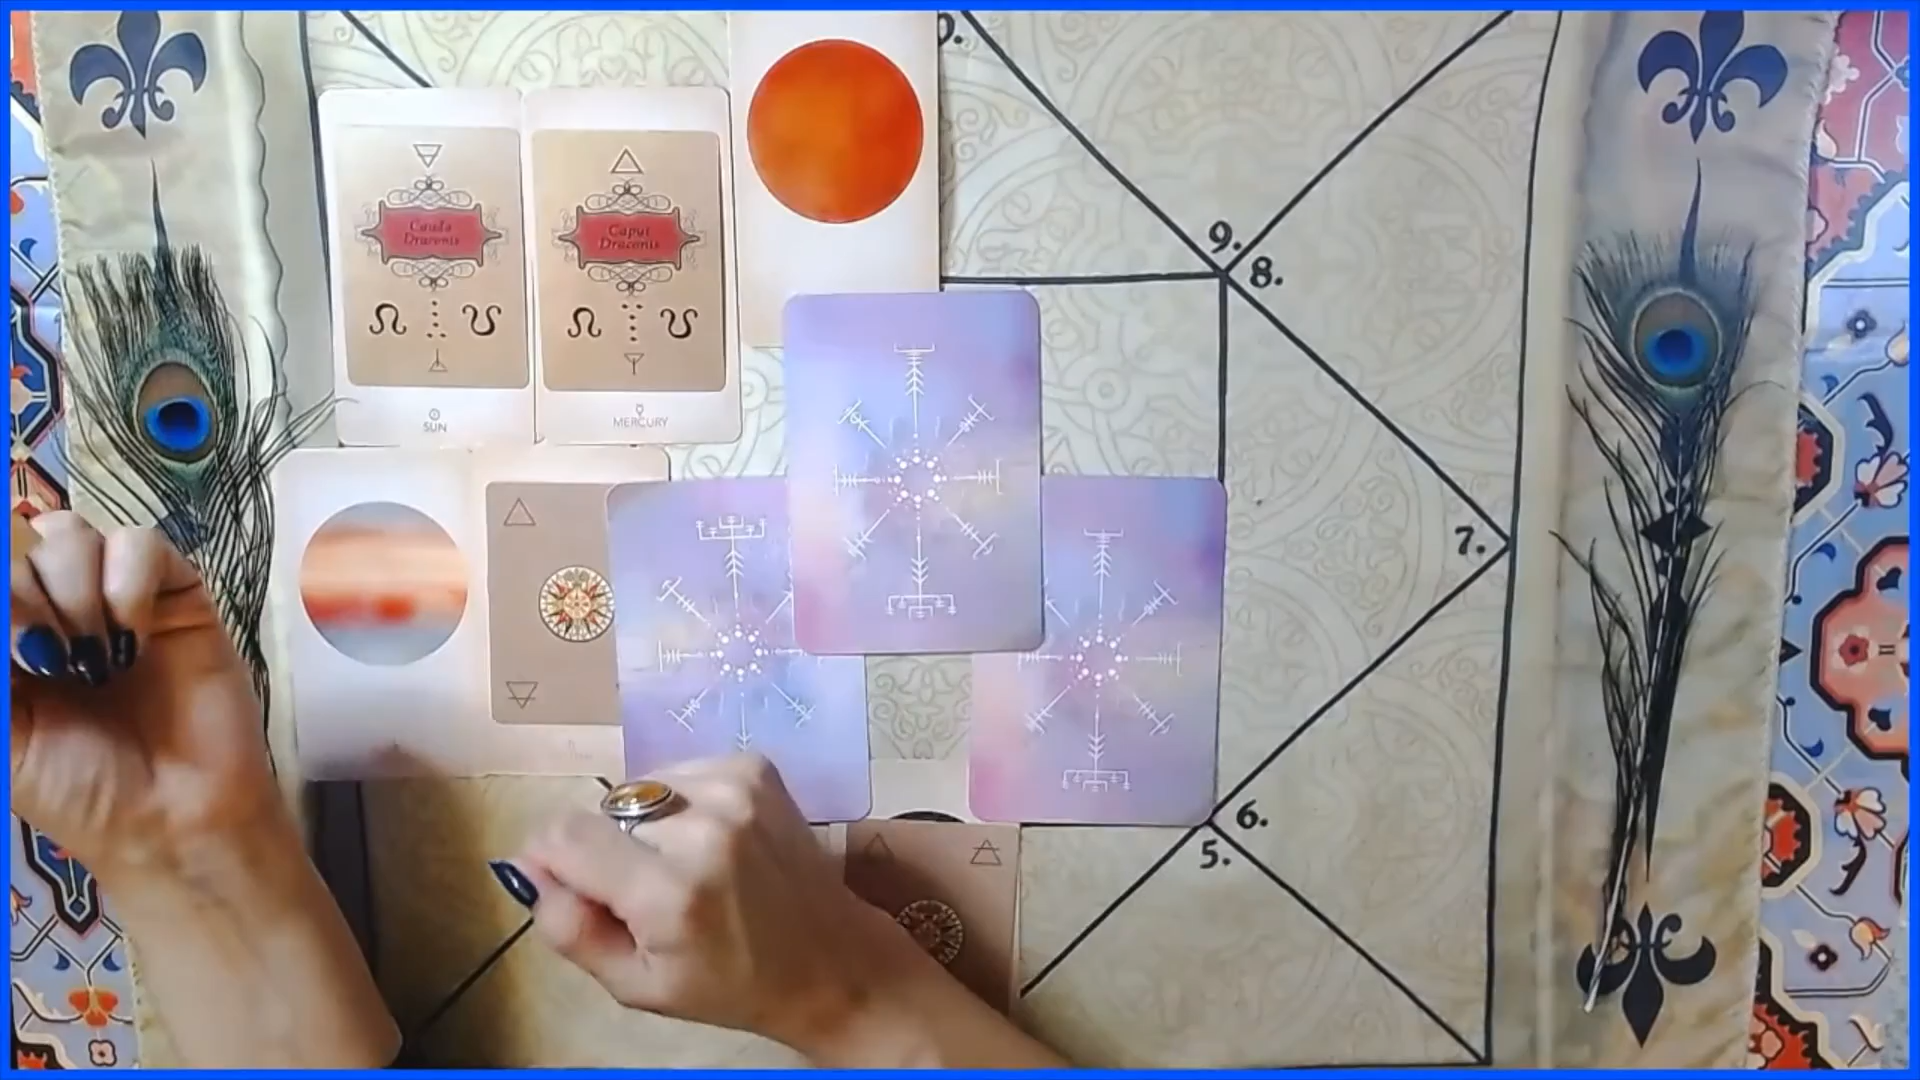 9.
8.
Cauda
Draconis
Caput
Draconis
SUN
MERCURY
7.
6.
5.